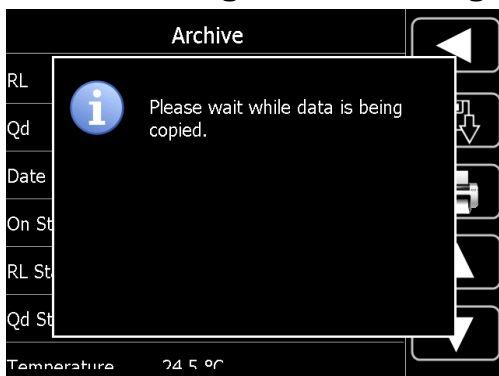 Archive
RL
Qd
Date
On St
RL St
Qd St
Temperature 24.5 ºC
Please wait while data is being
copied.